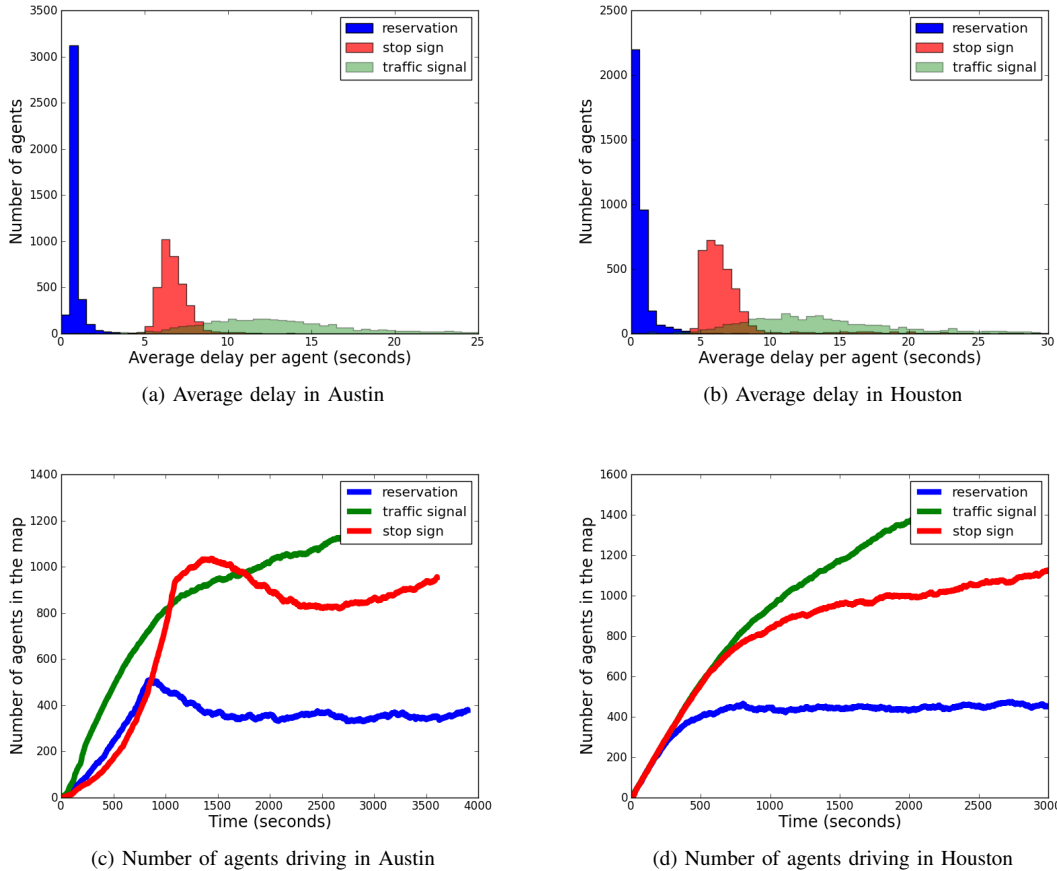 3500
3000
2500
2000
1500
1000
500
0
Number of agents
reservation
stop sign
traffic signal
0 5 10 15 20 25
Average delay per agent (seconds)
(a) Average delay in Austin
2500
2000
1500
1000
500
0
Number of agents
reservation
stop sign
traffic signal
0 5 10 15 20 25 30
Average delay per agent (seconds)
(b) Average delay in Houston
1400
1200
1000
800
600
400
200
0
Number of agents in the map
reservation
traffic signal
stop sign
0 500 1000 1500 2000 2500 3000 3500 4000
Time (seconds)
(c) Number of agents driving in Austin
1600
1400
1200
1000
800
600
400
200
0
Number of agents in the map
reservation
traffic signal
stop sign
0 500 1000 1500 2000 2500 3000
Time (seconds)
(d) Number of agents driving in Houston